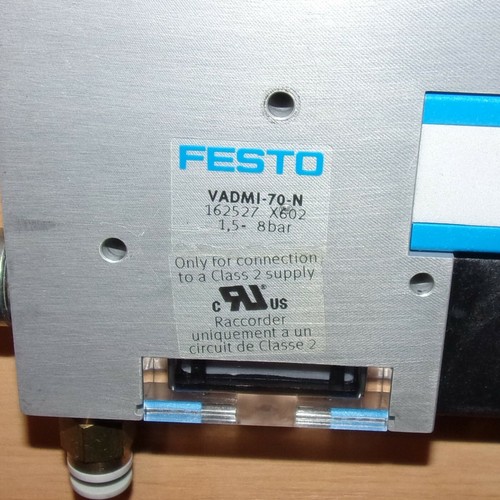 FESTO
VADMI-70-N
162527 X602
1,5- 8bar
Only for connection
to a Class 2 supply
c RU US
Raccorder
uniquement a un
circuit de Classe 2